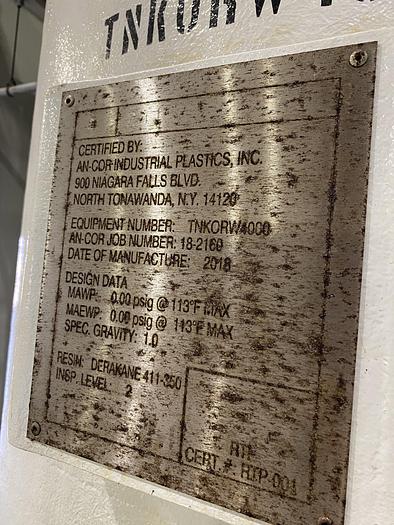 TNKORW
CERTIFIED BY:
AN-COR INDUSTRIAL PLASTICS, INC.
900 NIAGARA FALLS BLVD.
NORTH TONAWANDA, N.Y. 14120
EQUIPMENT NUMBER: TNKORW4000
AN-COR JOB NUMBER: 18-2160
DATE OF MANUFACTURE: 2018
DESIGN DATA
MAWP: 0.00 psig @ 113°F MAX
MAEWP: 0.00 psig @ 113°F MAX
SPEC. GRAVITY: 1.0
RESIN: DERAKANE 411-350
INSP. LEVEL: 2
RTP
CERT. # RTP-001